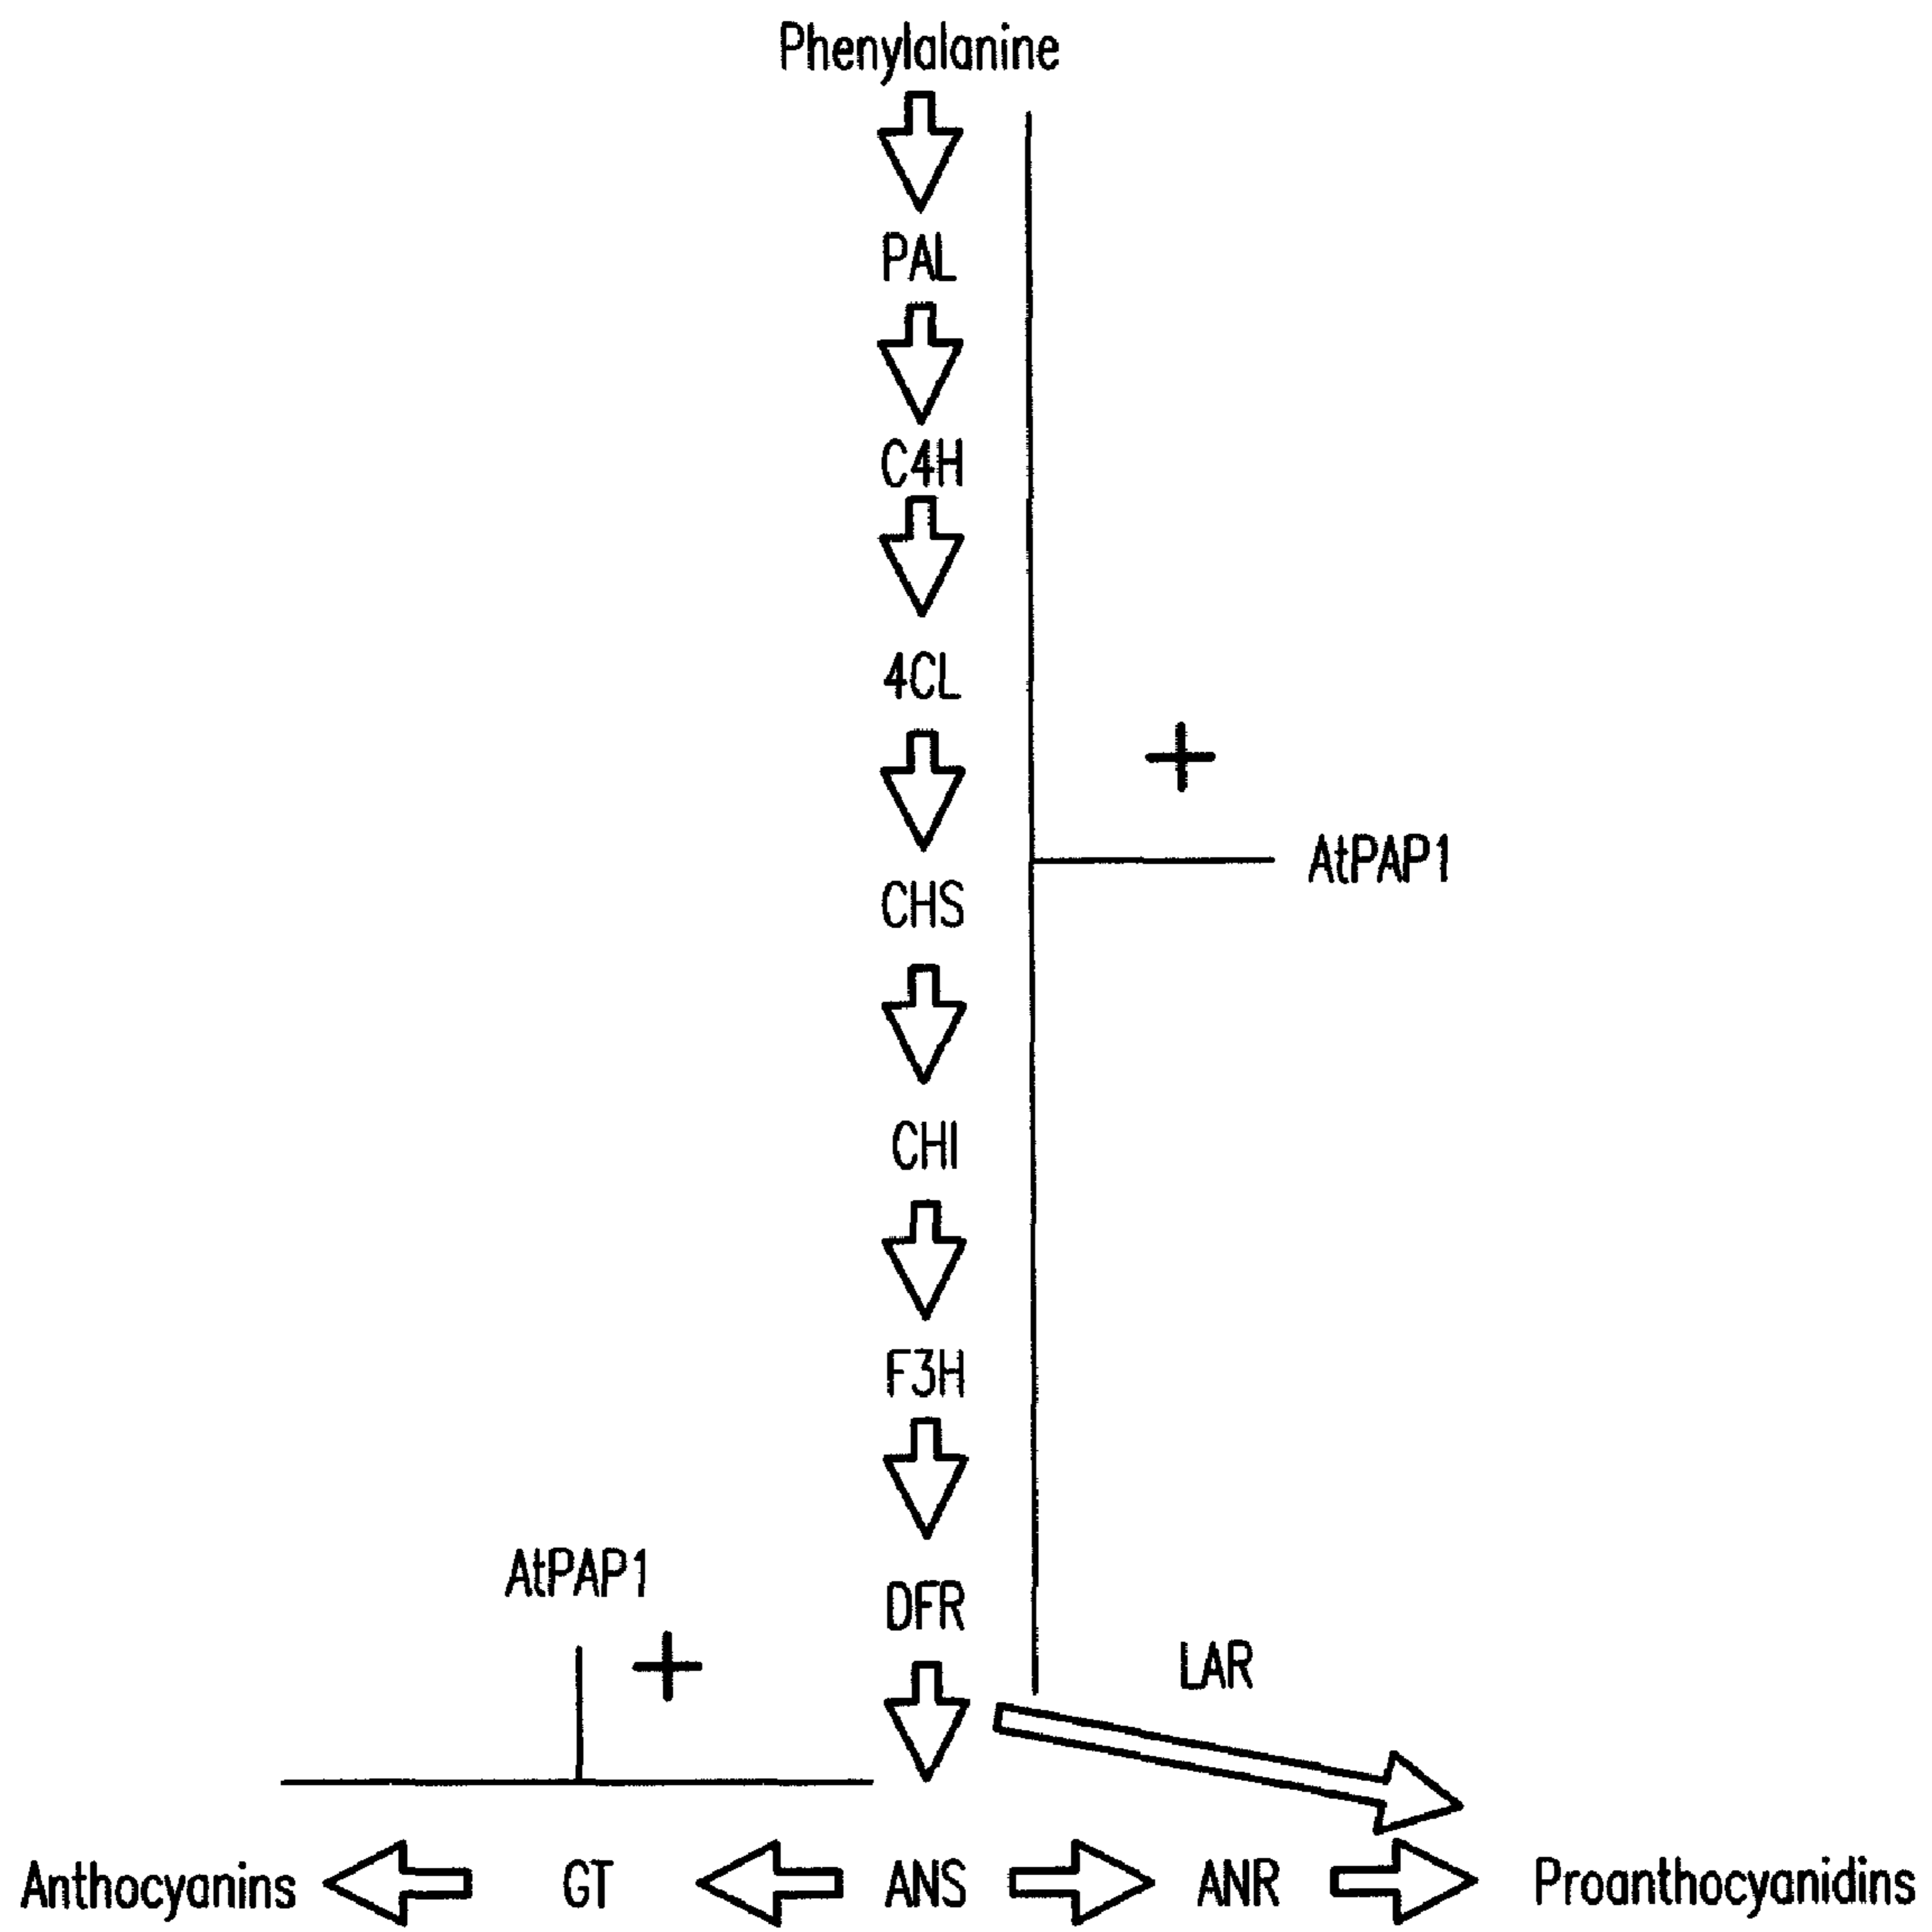 Phenylalanine
PAL
C4H
4CL
+
AtPAP1
CHS
CHI
F3H
AtPAP1
+
DFR
LAR
Anthocyanins GT ANS ANR Proanthocyanidins